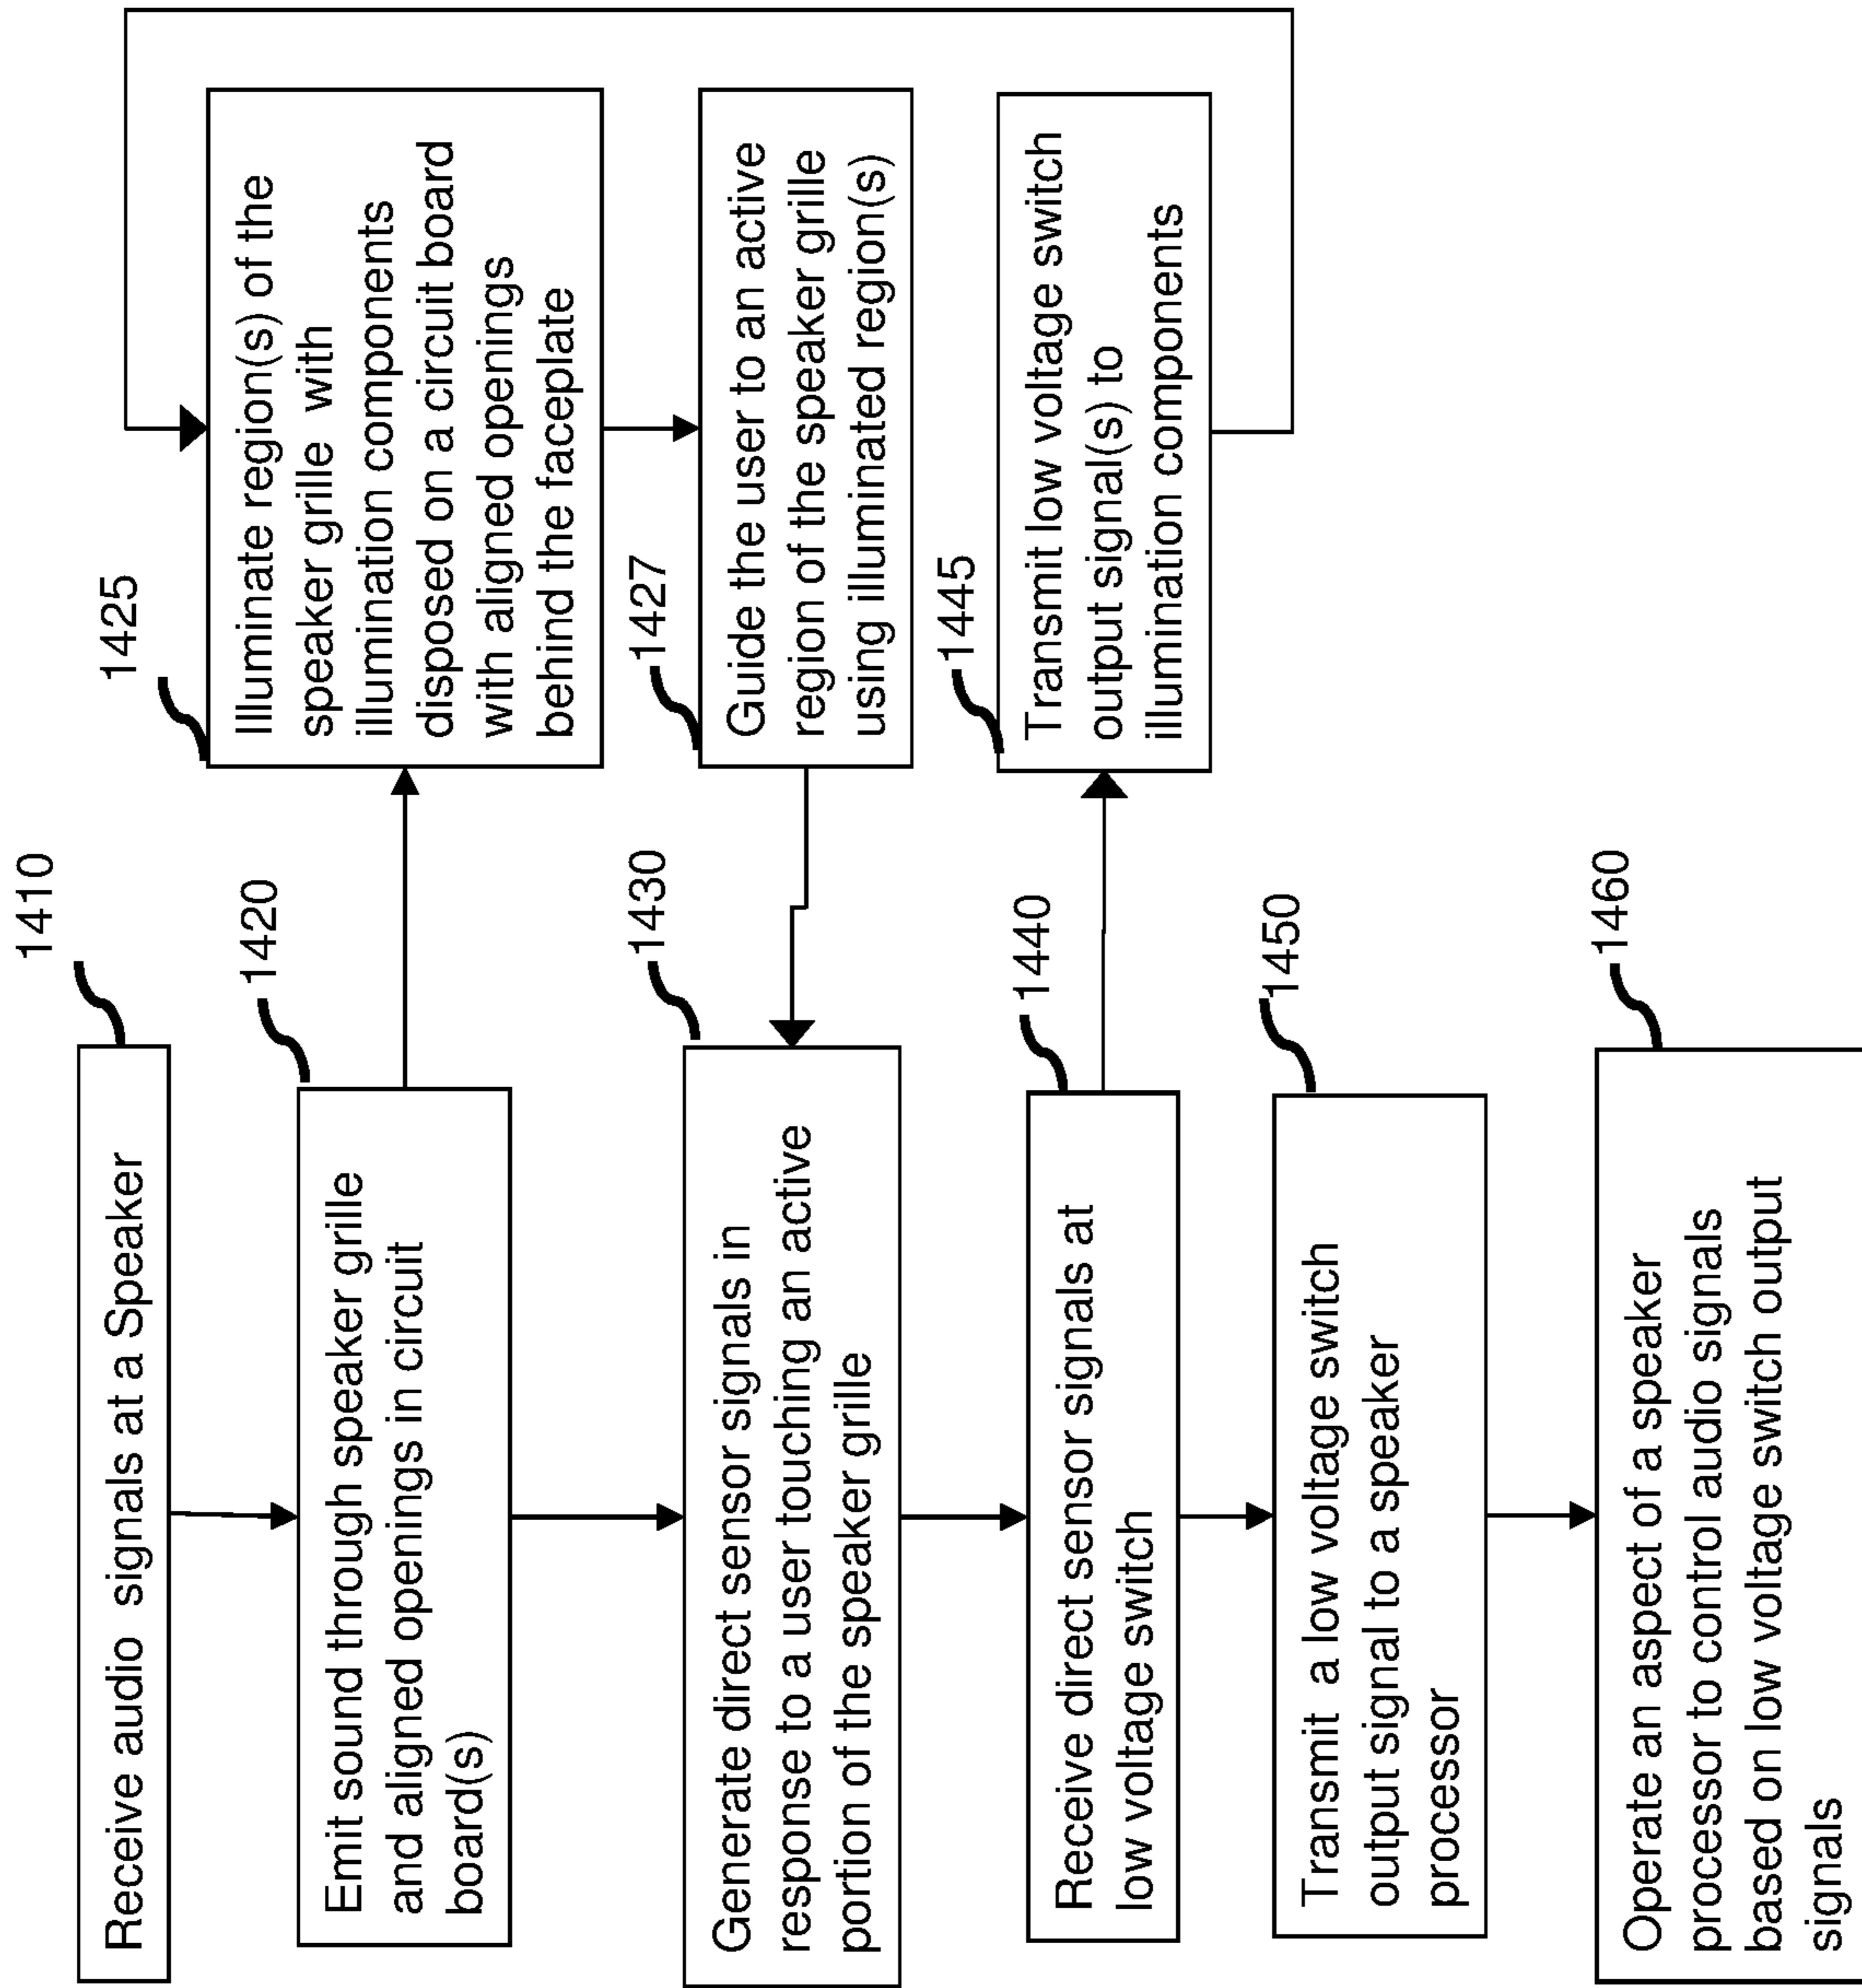 1410
Receive audio signals at a Speaker
1420
Emit sound through speaker grille
and aligned openings in circuit
board(s)
1425
Illuminate region(s) of the
speaker grille with
illumination components
disposed on a circuit board
with aligned openings
behind the faceplate
1427
Guide the user to an active
region of the speaker grille
using illuminated region(s)
1430
Generate direct sensor signals in
response to a user touching an active
portion of the speaker grille
1440
Receive direct sensor signals at
low voltage switch
1445
Transmit low voltage switch
output signal(s) to
illumination components
1450
Transmit a low voltage switch
output signal to a speaker
processor
1460
Operate an aspect of a speaker
processor to control audio signals
based on low voltage switch output
signals